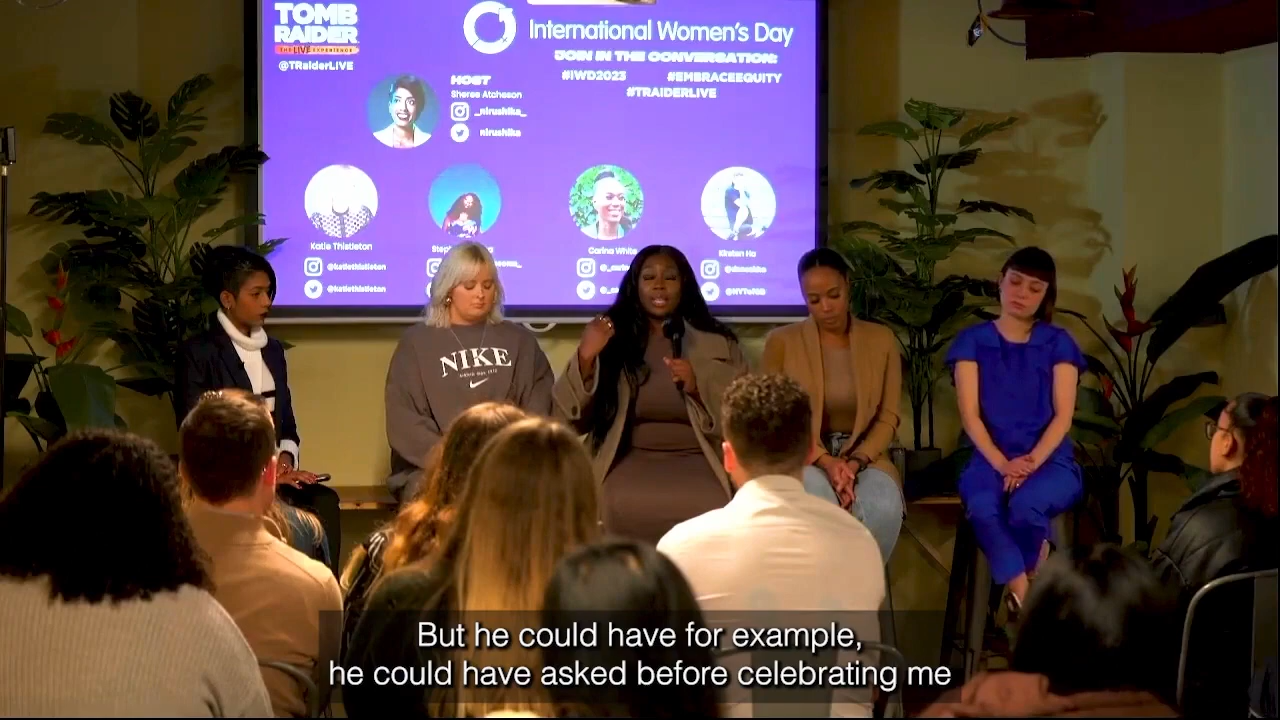 TOMB
RAIDER
THE LIVE EXPERIENCE
@TRaiderLIVE
International Women's Day
JOIN IN THE CONVERSATION:
#IWD2023 #EMBRACEEQUITY
#TRAIDERLIVE
HOST
Sheree Atcheson
_nirushika_
nirushika
Katie Thistleton
@katiethistleton
@katiethistleton
Carina White
Kirsten Ha
NIKE
But he could have for example,
he could have asked before celebrating me